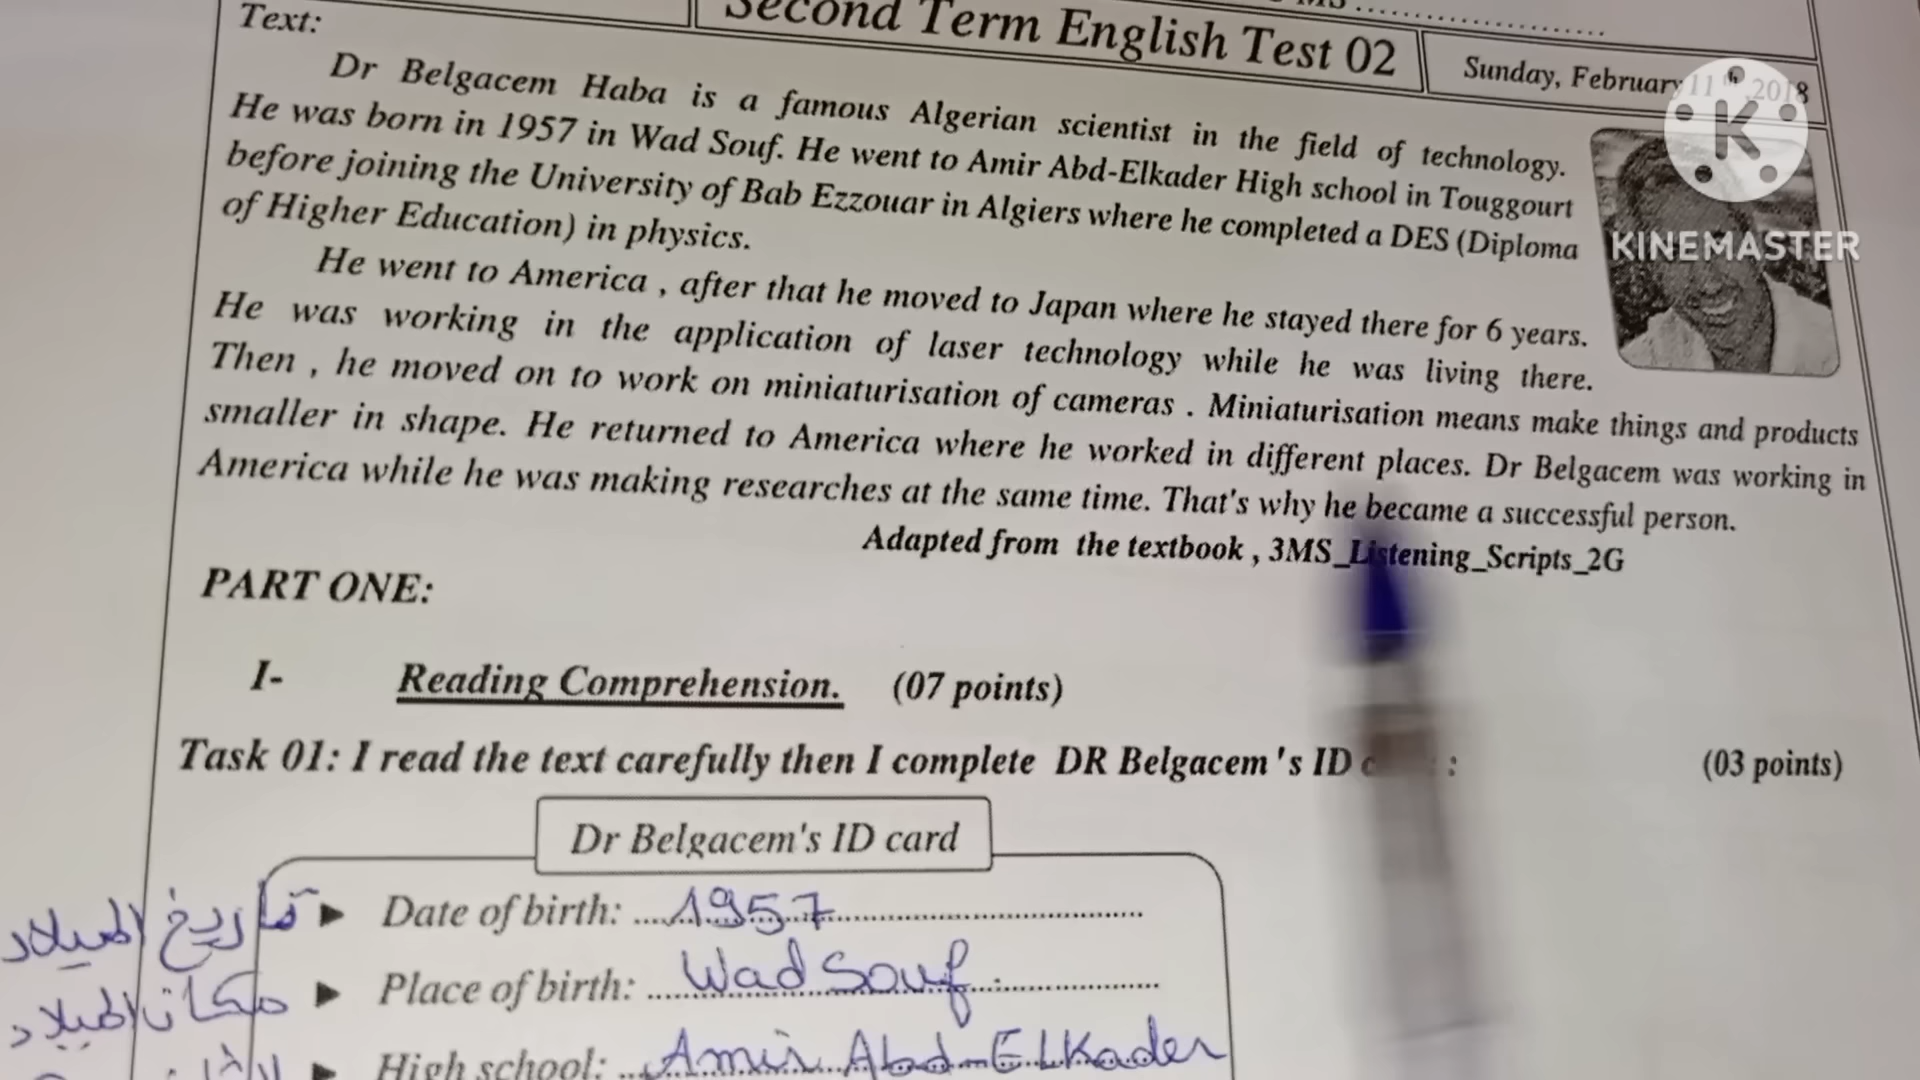 Text:
Second Term English Test 02
Sunday, February 11 th ,2018
Dr Belgacem Haba is a famous Algerian scientist in the field of technology.
He was born in 1957 in Wad Souf. He went to Amir Abd-Elkader High school in Touggourt
before joining the University of Bab Ezzouar in Algiers where he completed a DES (Diploma
of Higher Education) in physics.
He went to America , after that he moved to Japan where he stayed there for 6 years.
He was working in the application of laser technology while he was living there.
Then , he moved on to work on miniaturisation of cameras . Miniaturisation means make things and products
smaller in shape. He returned to America where he worked in different places. Dr Belgacem was working in
America while he was making researches at the same time. That's why he became a successful person.
Adapted from the textbook , 3MS_Listening_Scripts_2G
KINEMASTER
PART ONE:
I- Reading Comprehension. (07 points)
Task 01: I read the text carefully then I complete DR Belgacem 's ID : (03 points)
Dr Belgacem's ID card
تاريخ الميلاد ► Date of birth: ....1957....
مكان الميلاد ► Place of birth: ....Wad Souf....
► High school: ....Amir Abd-ELKader